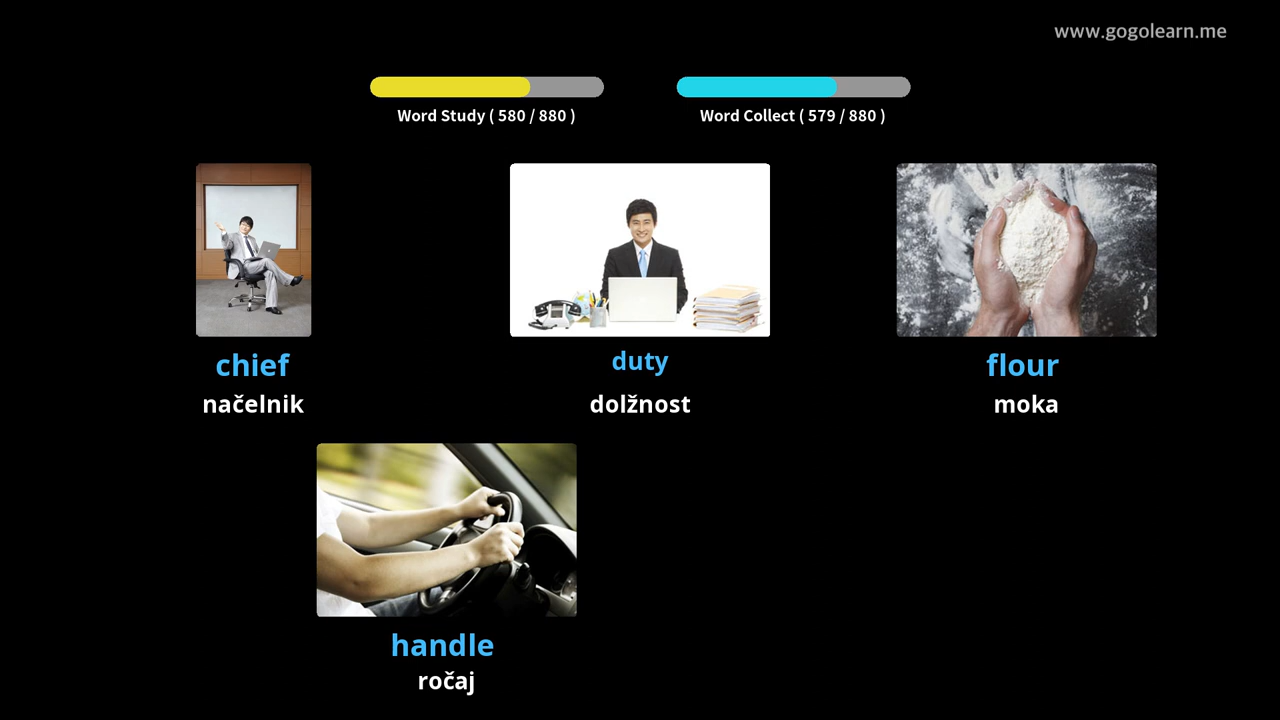 www.gogolearn.me
Word Study ( 580 / 880 )
Word Collect ( 579 / 880 )
chief
načelnik
duty
dolžnost
flour
moka
handle
ročaj